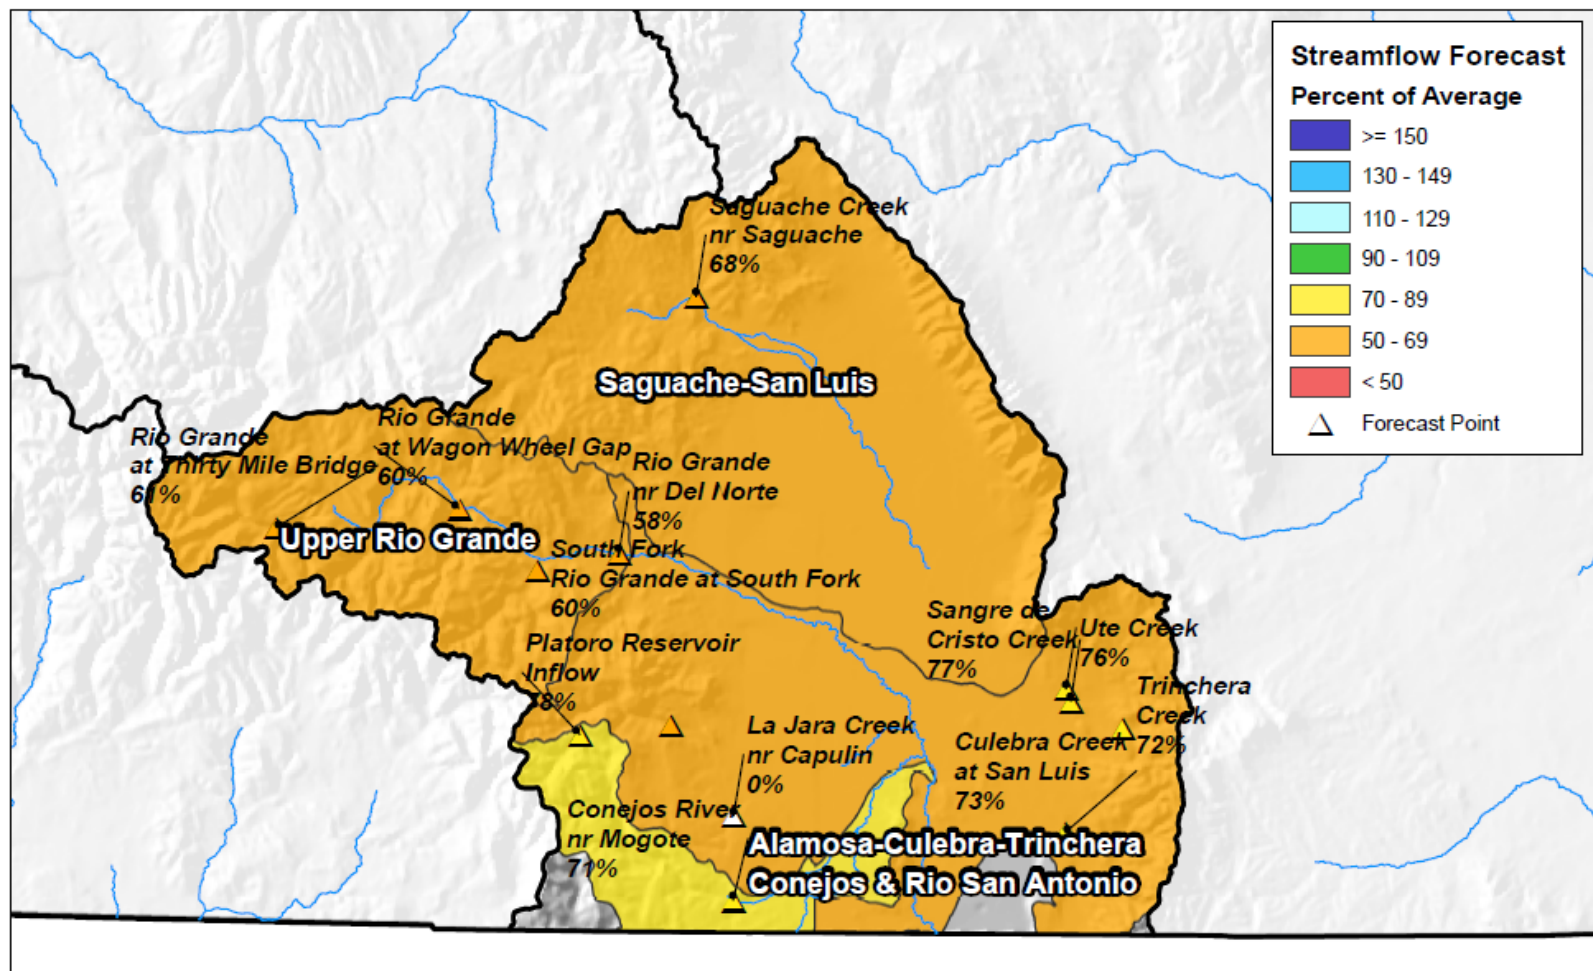 Streamflow Forecast
Percent of Average
>= 150
130 - 149
110 - 129
90 - 109
70 - 89
50 - 69
< 50
Forecast Point
Saguache Creek
nr Saguache
68%
Saguache-San Luis
Rio Grande
at Thirty Mile Bridge
61%
Rio Grande
at Wagon Wheel Gap
60%
Rio Grande
nr Del Norte
58%
Upper Rio Grande
South Fork
Rio Grande at South Fork
60%
Platoro Reservoir
Inflow
78%
Sangre de
Cristo Creek
77%
Ute Creek
76%
Trinchera
Creek
72%
La Jara Creek
nr Capulin
0%
Culebra Creek
at San Luis
73%
Conejos River
nr Mogote
71%
Alamosa-Culebra-Trinchera
Conejos & Rio San Antonio